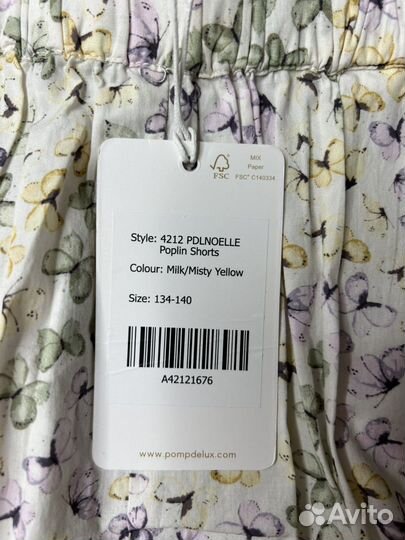 FSC
MIX
Paper
FSC® C140334
Style: 4212 PDLNOELLE
Poplin Shorts
Colour: Milk/Misty Yellow
Size: 134-140
A42121676
www.pompdelux.com
Avito